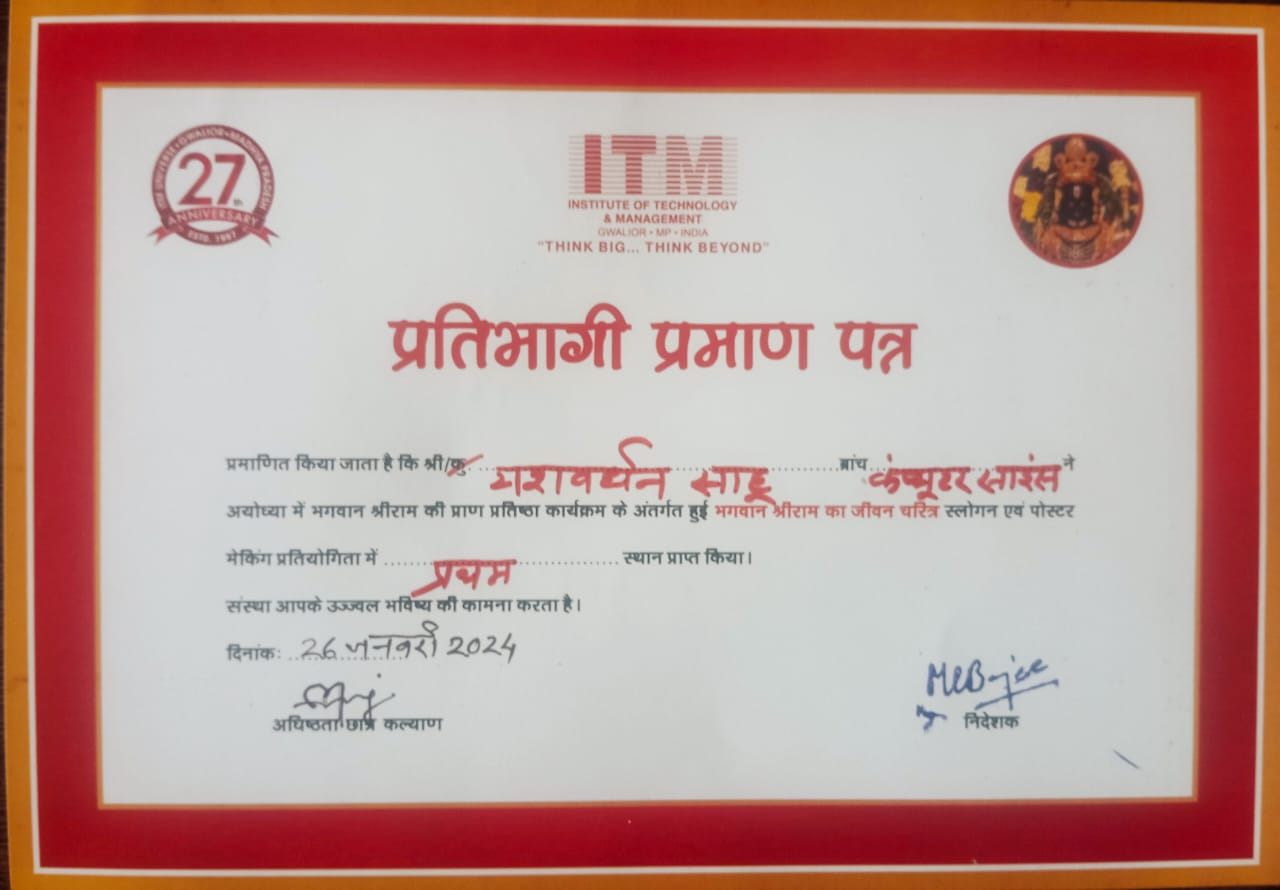 ITM UNIVERSE • GWALIOR • MADHYA PRADESH
27th
ANNIVERSARY
ESTD. 1997
ITM
INSTITUTE OF TECHNOLOGY
& MANAGEMENT
GWALIOR • MP • INDIA
"THINK BIG... THINK BEYOND"
प्रतिभागी प्रमाण पत्र
प्रमाणित किया जाता है कि श्री/कु. यशवर्धन साहू ब्रांच कंप्यूटर साइंस ने
अयोध्या में भगवान श्रीराम की प्राण प्रतिष्ठा कार्यक्रम के अंतर्गत हुई भगवान श्रीराम का जीवन चरित्र स्लोगन एवं पोस्टर
मेकिंग प्रतियोगिता में प्रथम स्थान प्राप्त किया।
संस्था आपके उज्ज्वल भविष्य की कामना करता है।
दिनांक: 26 जनवरी 2024
अधिष्ठता छात्र कल्याण
निदेशक